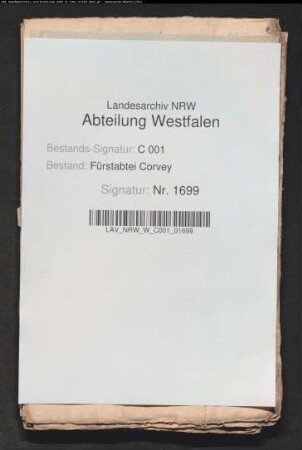 Landesarchiv NRW
Abteilung Westfalen
Bestands-Signatur: C 001
Bestand: Fürstabtei Corvey
Signatur: Nr. 1699
LAV_NRW_W_C001_01699